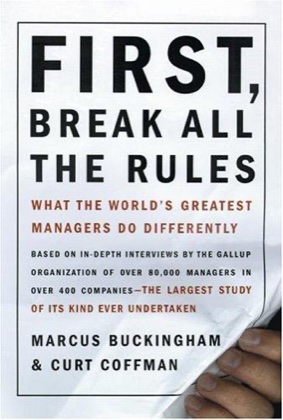 FIRST,
BREAK ALL
THE RULES
WHAT THE WORLD'S GREATEST
MANAGERS DO DIFFERENTLY
BASED ON IN-DEPTH INTERVIEWS BY THE GALLUP
ORGANIZATION OF OVER 80,000 MANAGERS IN
OVER 400 COMPANIES—THE LARGEST STUDY
OF ITS KIND EVER UNDERTAKEN
MARCUS BUCKINGHAM
& CURT COFFMAN